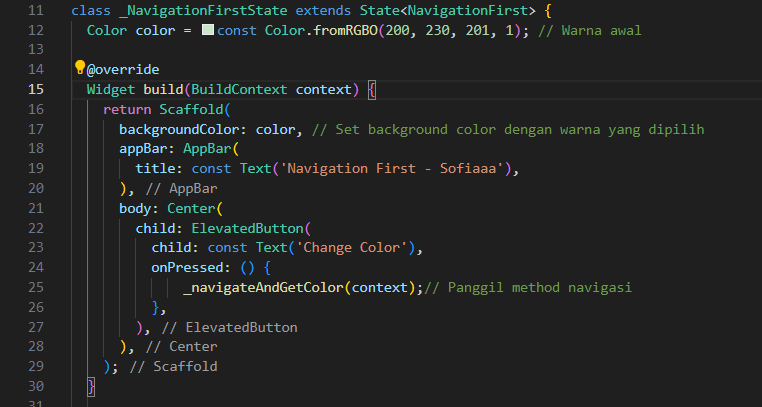 11 class _NavigationFirstState extends State<NavigationFirst> {
12   Color color = const Color.fromRGBO(200, 230, 201, 1); // Warna awal
13
14   @override
15   Widget build(BuildContext context) {
16     return Scaffold(
17       backgroundColor: color, // Set background color dengan warna yang dipilih
18       appBar: AppBar(
19         title: const Text('Navigation First - Sofiaaa'),
20       ), // AppBar
21       body: Center(
22         child: ElevatedButton(
23           child: const Text('Change Color'),
24           onPressed: () {
25               _navigateAndGetColor(context);// Panggil method navigasi
26           },
27         ), // ElevatedButton
28       ), // Center
29     ); // Scaffold
30   }
31